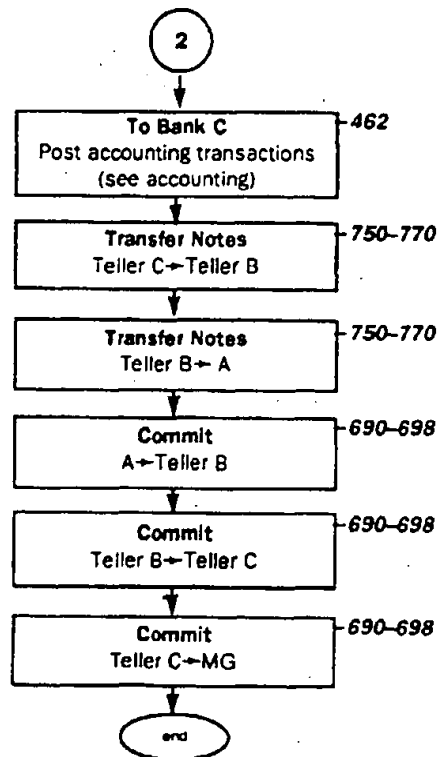 2
To Bank C
462
Post accounting transactions
(see accounting)
Transfer Notes
750-770
Teller C→Teller B
Transfer Notes
750-770
Teller B→ A
Commit
690-698
A→Teller B
Commit
690-698
Teller B→Teller C
Commit
690-698
Teller C→MG
end